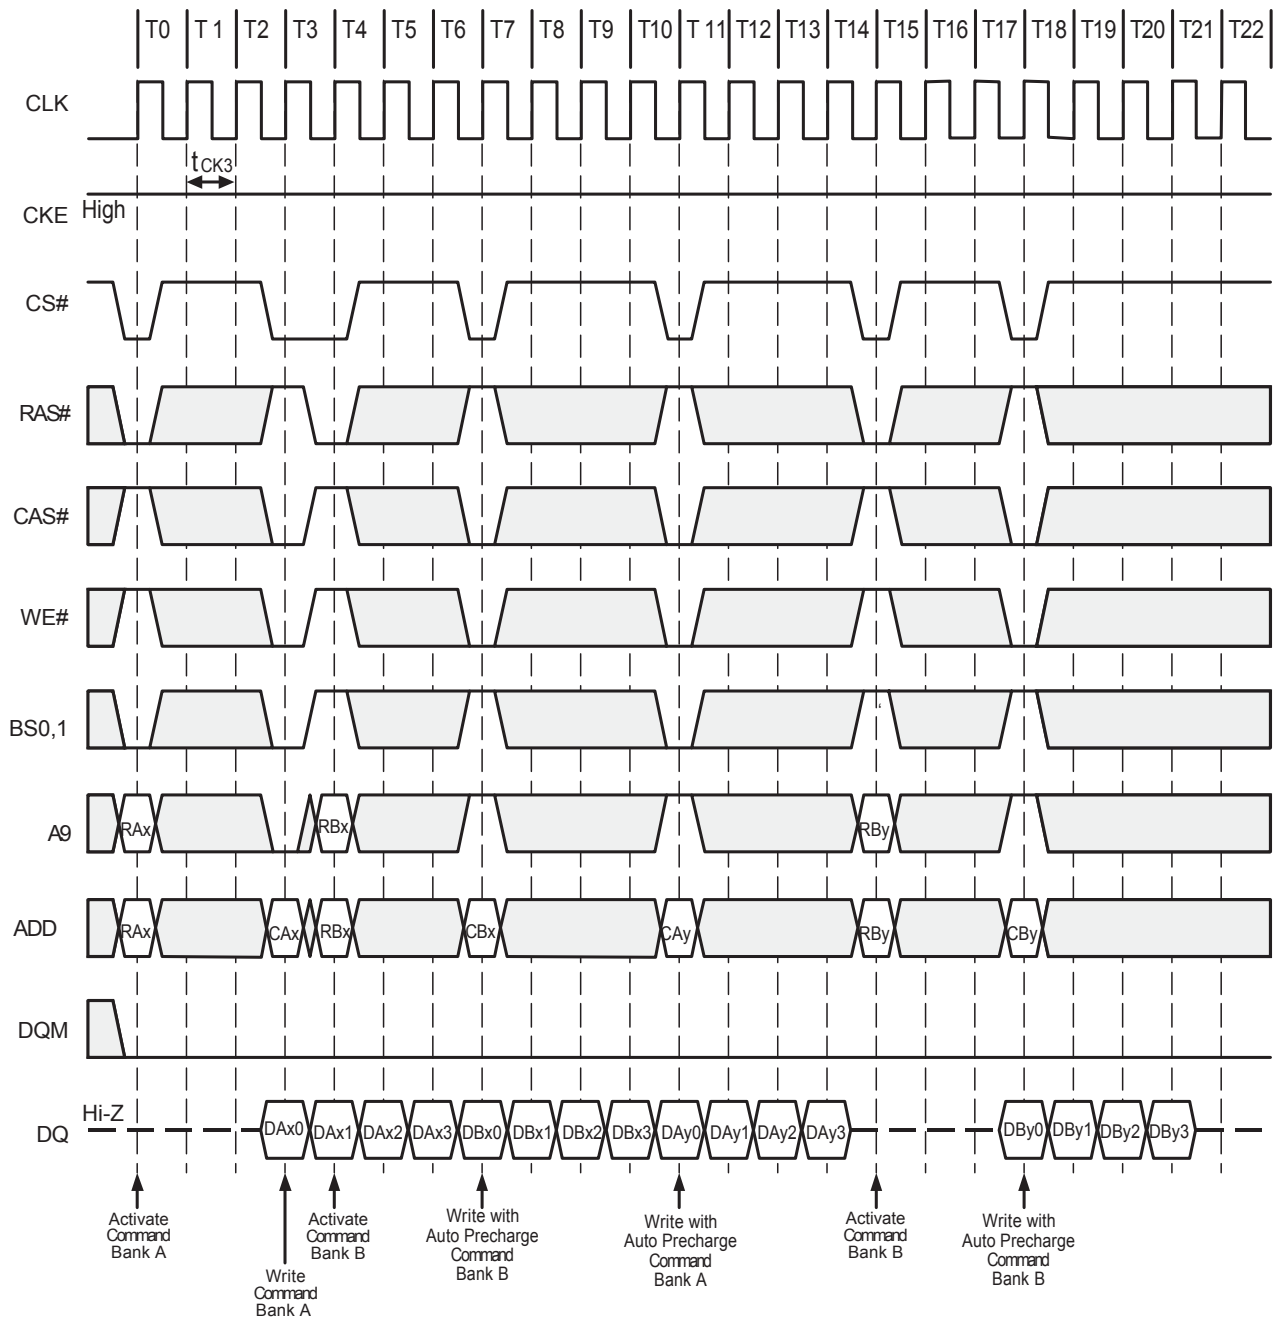 T0 T 1 T2 T3 T4 T5 T6 T7 T8 T9 T10 T 11 T12 T13 T14 T15 T16 T17 T18 T19 T20 T21 T22
CLK
tCK3
CKE High
CS#
RAS#
CAS#
WE#
BS0,1
A9 RAx RBx RBy
ADD RAx CAx RBx CBx CAy RBy CBy
DQM
Hi-Z
DQ DAx0 DAx1 DAx2 DAx3 DBx0 DBx1 DBx2 DBx3 DAy0 DAy1 DAy2 DAy3 DBy0 DBy1 DBy2 DBy3
Activate
Command
Bank A
Write
Command
Bank A
Activate
Command
Bank B
Write with
Auto Precharge
Command
Bank B
Write with
Auto Precharge
Command
Bank A
Activate
Command
Bank B
Write with
Auto Precharge
Command
Bank B